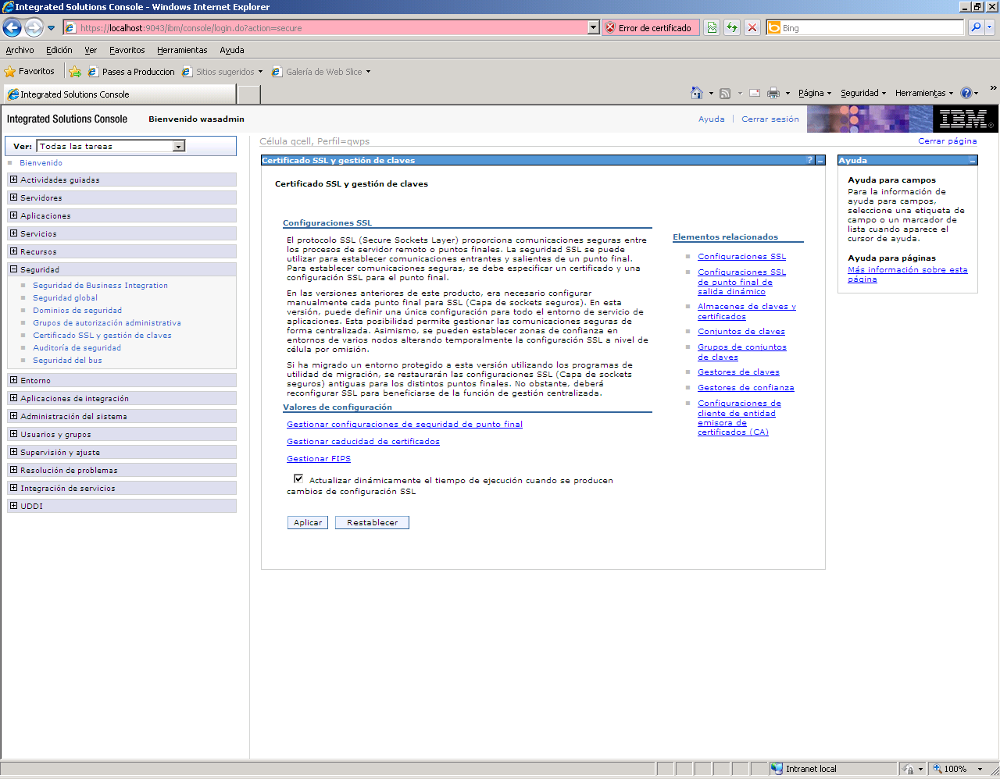 Integrated Solutions Console - Windows Internet Explorer
https://localhost:9043/ibm/console/login.do?action=secure
Error de certificado
Bing
Archivo Edición Ver Favoritos Herramientas Ayuda
Favoritos Pases a Produccion Sitios sugeridos Galería de Web Slice
Integrated Solutions Console
Página Seguridad Herramientas »
Integrated Solutions Console Bienvenido wasadmin
Ayuda | Cerrar sesión
IBM®
Ver: Todas las tareas
Bienvenido
Actividades guiadas
Servidores
Aplicaciones
Servicios
Recursos
Seguridad
Seguridad de Business Integration
Seguridad global
Dominios de seguridad
Grupos de autorización administrativa
Certificado SSL y gestión de claves
Auditoría de seguridad
Seguridad del bus
Entorno
Aplicaciones de integración
Administración del sistema
Usuarios y grupos
Supervisión y ajuste
Resolución de problemas
Integración de servicios
UDDI
Célula qcell, Perfil=qwps
Cerrar página
Certificado SSL y gestión de claves ? –
Certificado SSL y gestión de claves
Configuraciones SSL
El protocolo SSL (Secure Sockets Layer) proporciona comunicaciones seguras entre
los procesos de servidor remoto o puntos finales. La seguridad SSL se puede
utilizar para establecer comunicaciones entrantes y salientes de un punto final.
Para establecer comunicaciones seguras, se debe especificar un certificado y una
configuración SSL para el punto final.
En las versiones anteriores de este producto, era necesario configurar
manualmente cada punto final para SSL (Capa de sockets seguros). En esta
versión, puede definir una única configuración para todo el entorno de servicio de
aplicaciones. Esta posibilidad permite gestionar las comunicaciones seguras de
forma centralizada. Asimismo, se pueden establecer zonas de confianza en
entornos de varios nodos alterando temporalmente la configuración SSL a nivel de
célula por omisión.
Si ha migrado un entorno protegido a esta versión utilizando los programas de
utilidad de migración, se restaurarán las configuraciones SSL (Capa de sockets
seguros) antiguas para los distintos puntos finales. No obstante, deberá
reconfigurar SSL para beneficiarse de la función de gestión centralizada.
Valores de configuración
Gestionar configuraciones de seguridad de punto final
Gestionar caducidad de certificados
Gestionar FIPS
Actualizar dinámicamente el tiempo de ejecución cuando se producen
cambios de configuración SSL
Aplicar Restablecer
Elementos relacionados
Configuraciones SSL
Configuraciones SSL
de punto final de
salida dinámico
Almacenes de claves y
certificados
Conjuntos de claves
Grupos de conjuntos
de claves
Gestores de claves
Gestores de confianza
Configuraciones de
cliente de entidad
emisora de
certificados (CA)
Ayuda –
Ayuda para campos
Para la información de
ayuda para campos,
seleccione una etiqueta de
campo o un marcador de
lista cuando aparece el
cursor de ayuda.
Ayuda para páginas
Más información sobre esta
página
Intranet local
100%